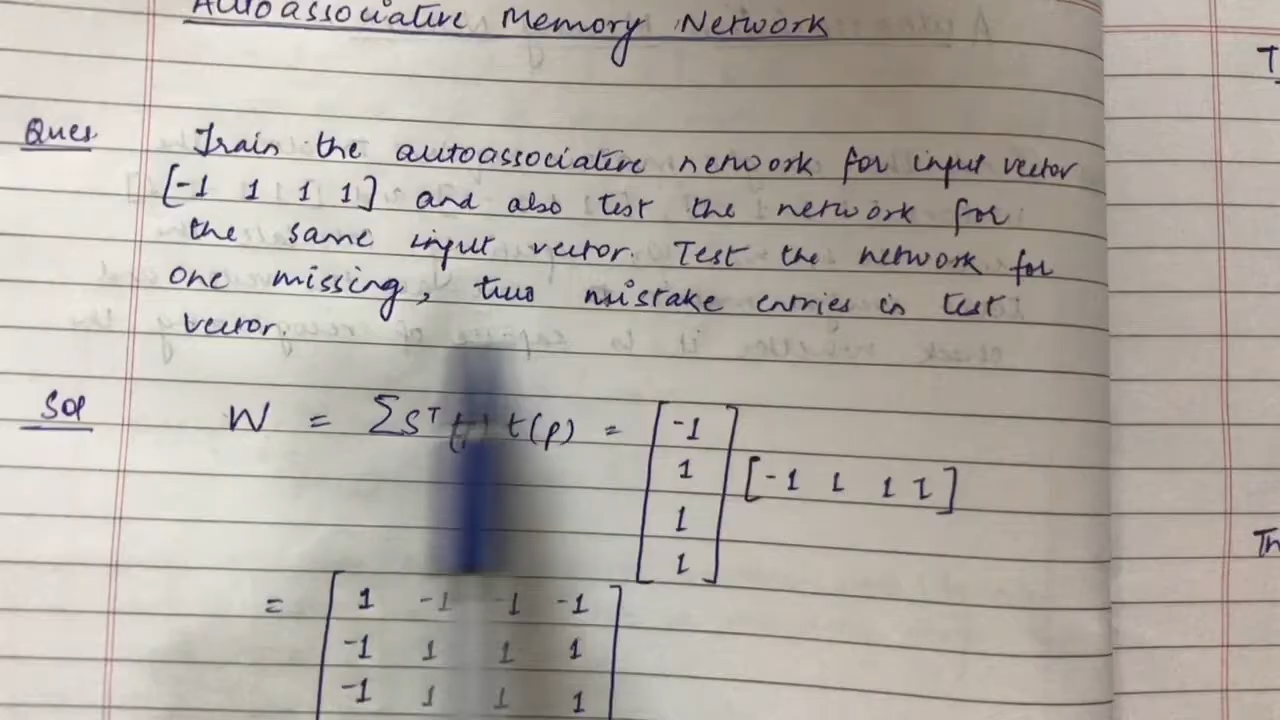 Autoassociative Memory Network
Ques Train the autoassociative network for input vector
[-1 1 1 1] and also test the network for
the same input vector. Test the network for
one missing, two mistake entries in test
vector.
Sol W = ΣS^T t(p) = [-1 1 1 1] [-1 1 1 1]
= [1 -1 -1 -1
-1 1 1 1
-1 1 1 1